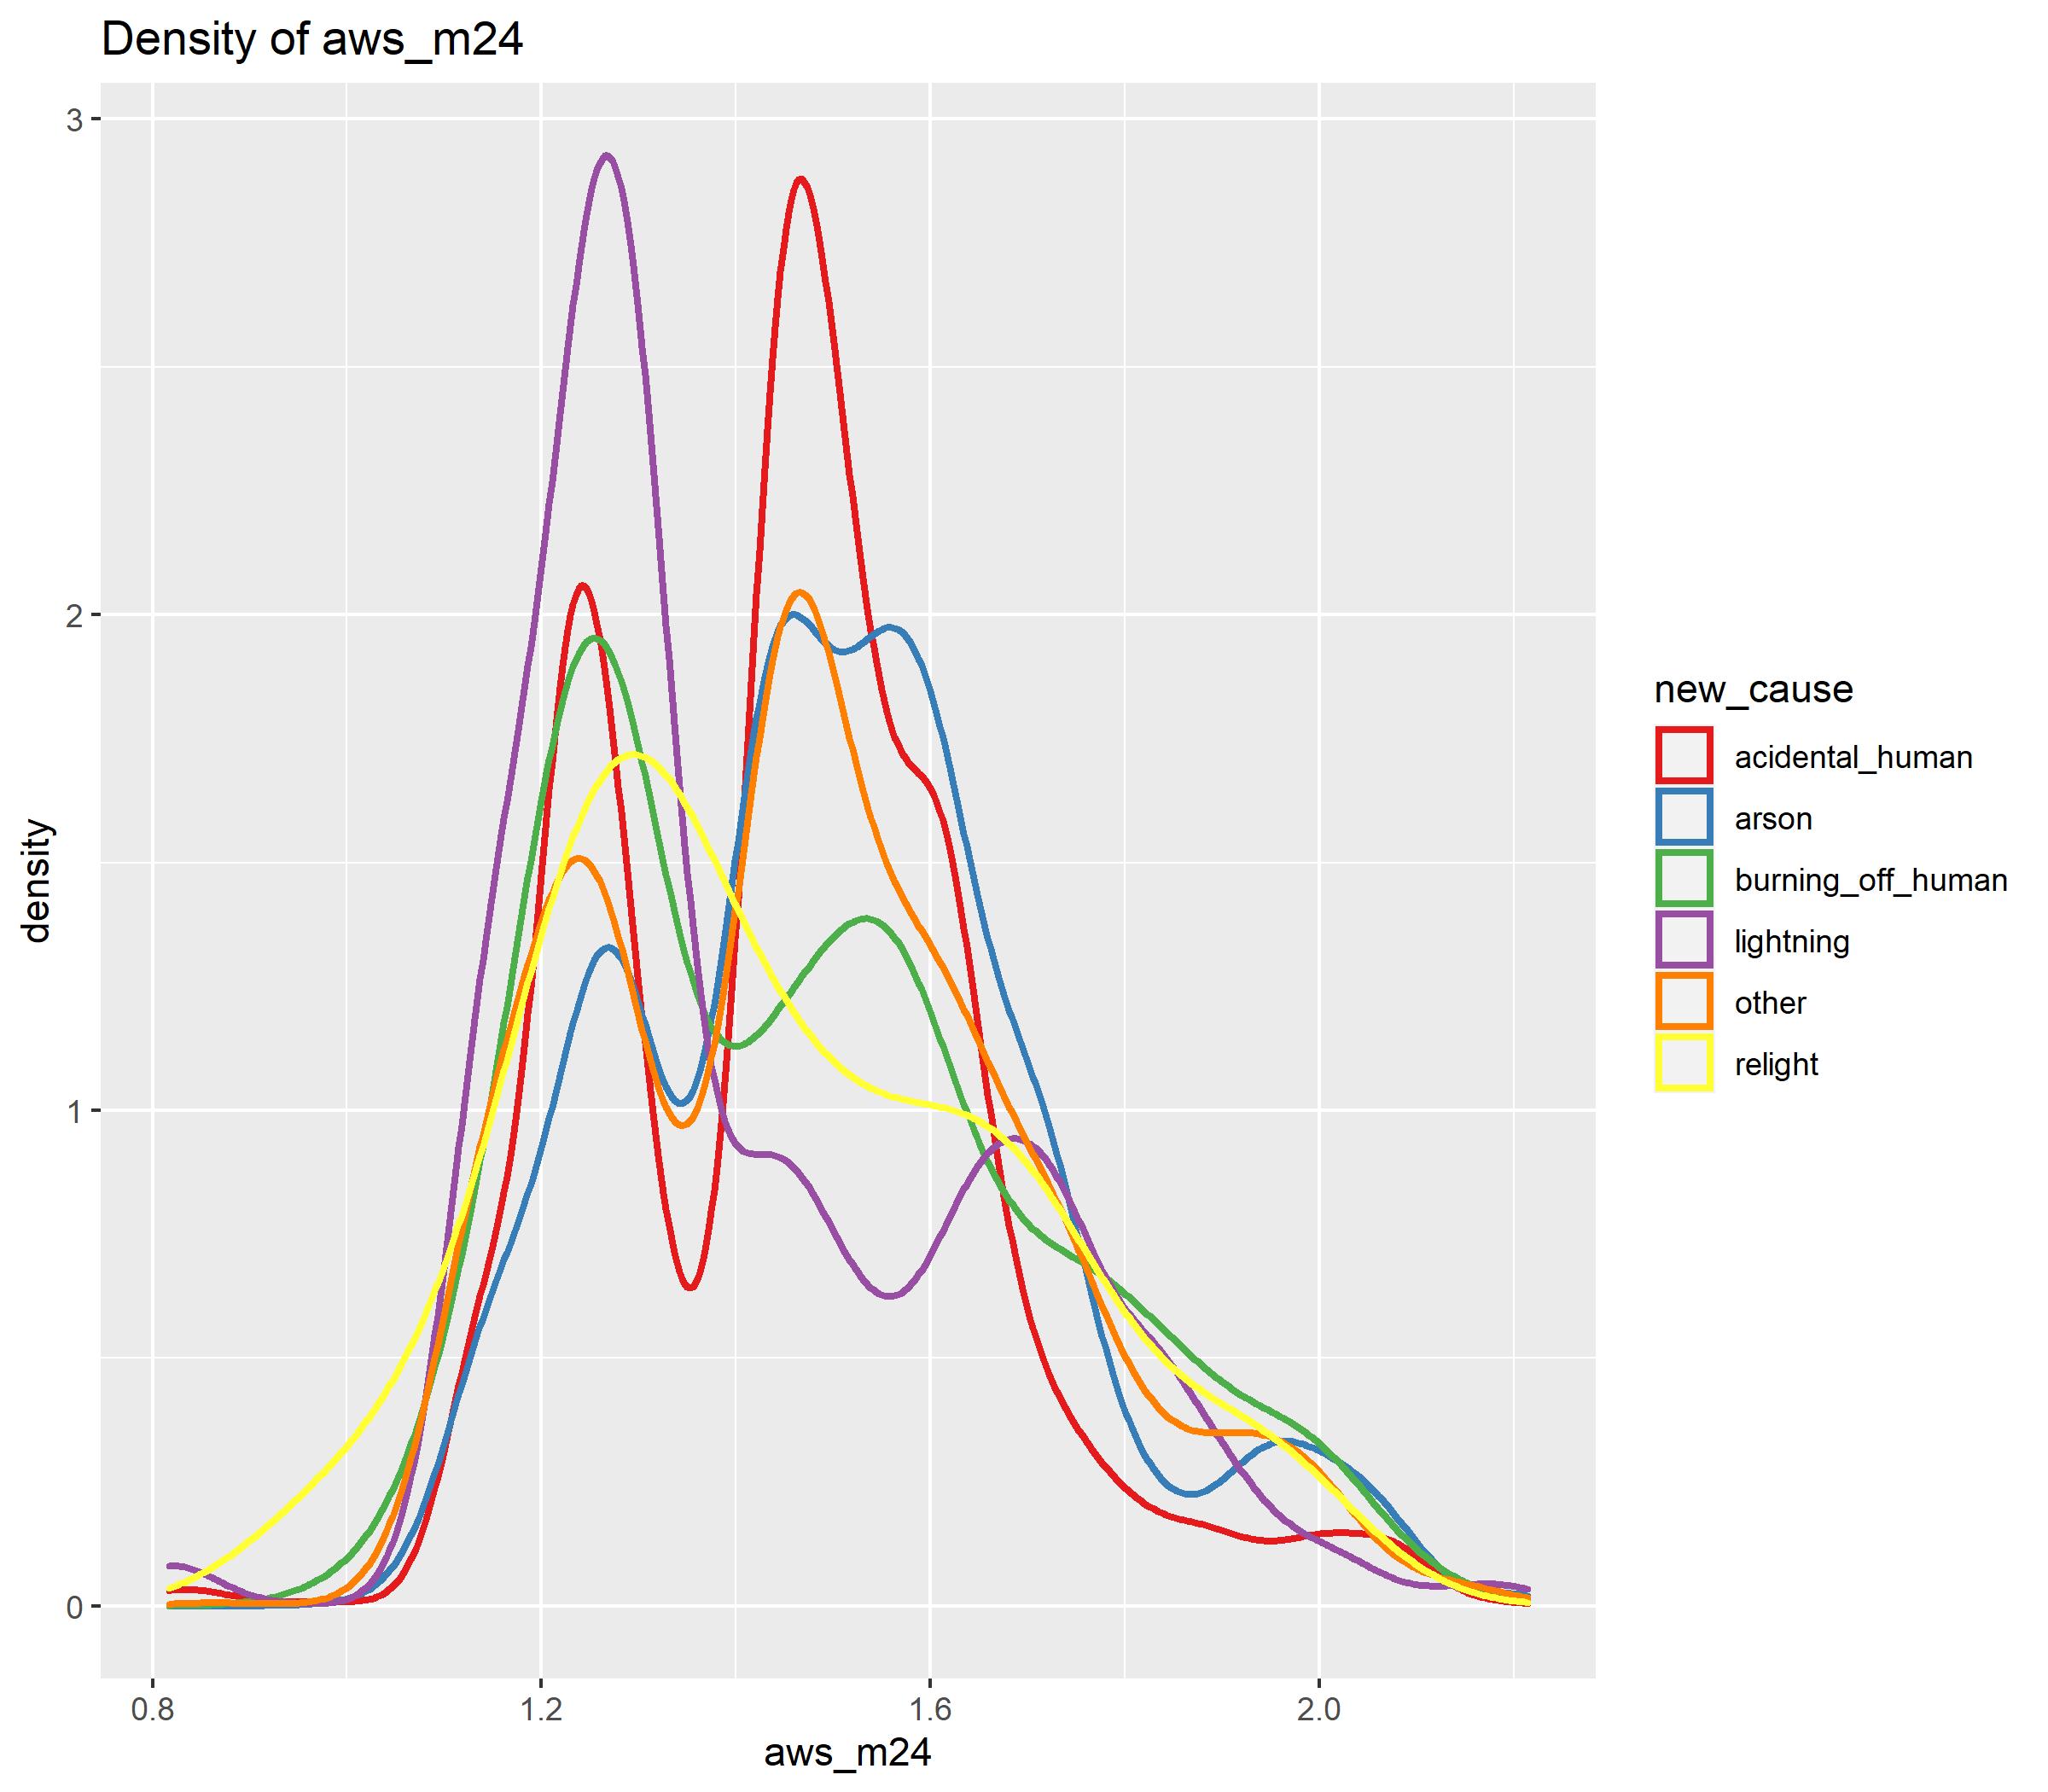 Density of aws_m24
3
2
1
0
density
0.8
1.2
1.6
2.0
aws_m24
new_cause
acidental_human
arson
burning_off_human
lightning
other
relight